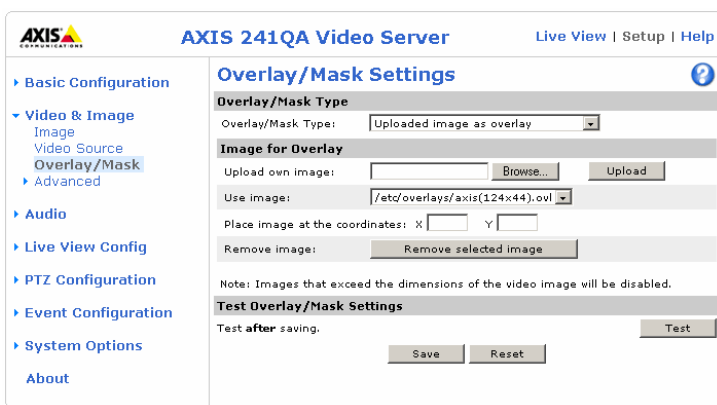 AXIS
COMMUNICATIONS
AXIS 241QA Video Server
Live View | Setup | Help
Basic Configuration
Video & Image
Image
Video Source
Overlay/Mask
Advanced
Audio
Live View Config
PTZ Configuration
Event Configuration
System Options
About
Overlay/Mask Settings
?
Overlay/Mask Type
Overlay/Mask Type: Uploaded image as overlay
Image for Overlay
Upload own image: Browse... Upload
Use image: /etc/overlays/axis(124x44).ovl
Place image at the coordinates: X Y
Remove image: Remove selected image
Note: Images that exceed the dimensions of the video image will be disabled.
Test Overlay/Mask Settings
Test after saving. Test
Save Reset